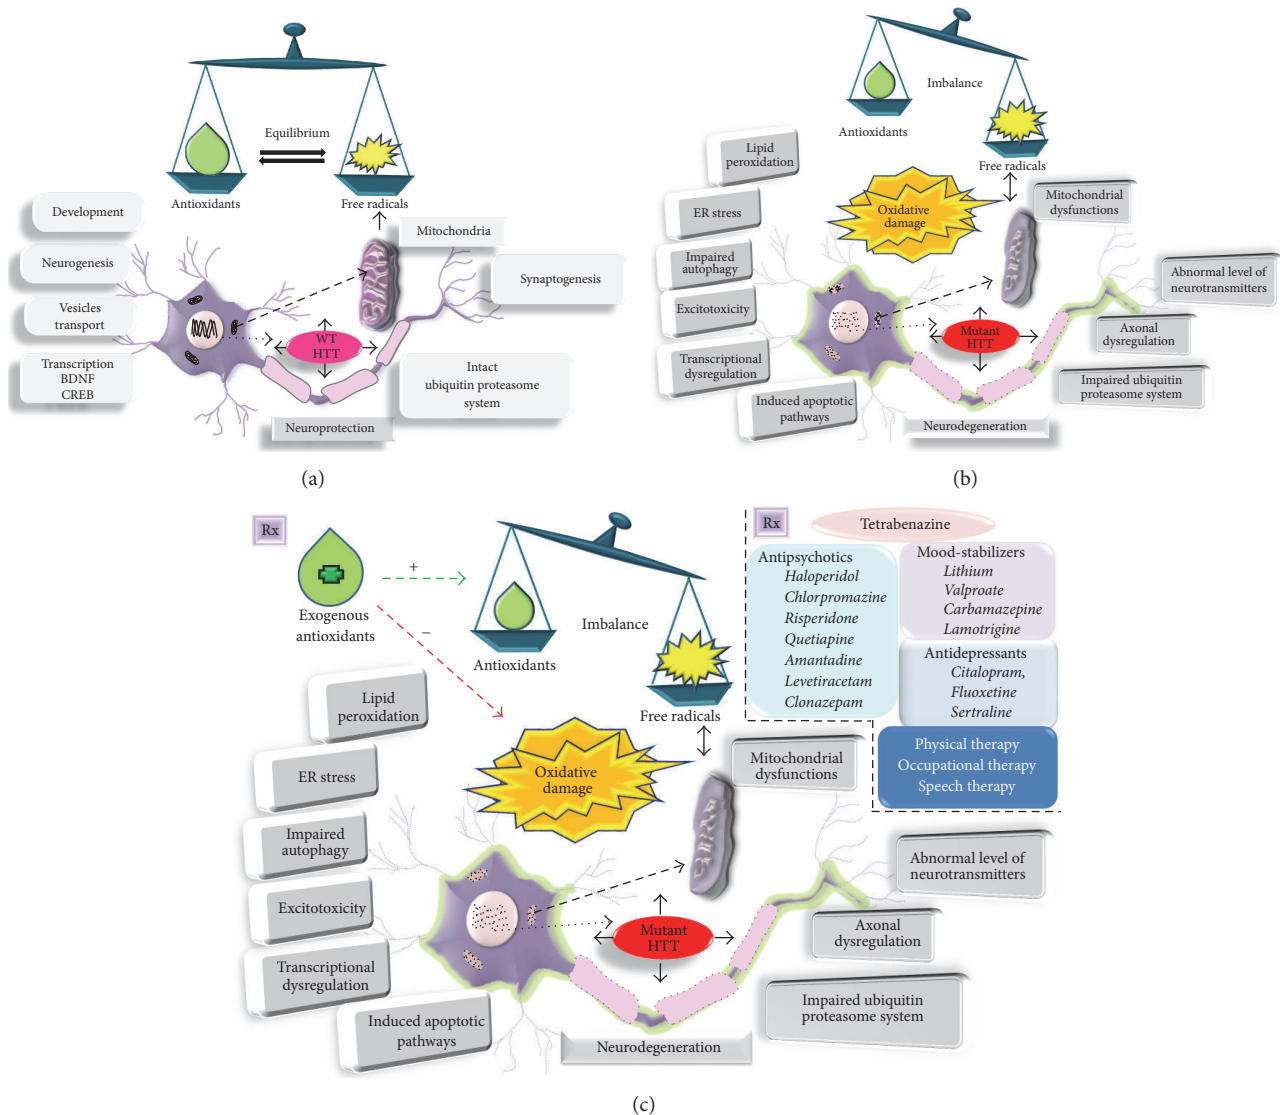 Equilibrium
Antioxidants
Free radicals
Development
Mitochondria
Neurogenesis
Synaptogenesis
Vesicles
transport
WT
HTT
Transcription
BDNF
CREB
Intact
ubiquitin proteasome
system
Neuroprotection
(a)
Imbalance
Antioxidants
Free radicals
Lipid
peroxidation
Mitochondrial
dysfunctions
ER stress
Oxidative
damage
Impaired
autophagy
Abnormal level of
neurotransmitters
Excitotoxicity
Mutant
HTT
Axonal
dysregulation
Transcriptional
dysregulation
Impaired ubiquitin
proteasome system
Induced apoptotic
pathways
Neurodegeneration
(b)
Rx
+
−
Exogenous
antioxidants
Imbalance
Antioxidants
Free radicals
Rx
Tetrabenazine
Antipsychotics
Haloperidol
Chlorpromazine
Risperidone
Quetiapine
Amantadine
Levetiracetam
Clonazepam
Mood-stabilizers
Lithium
Valproate
Carbamazepine
Lamotrigine
Antidepressants
Citalopram,
Fluoxetine
Sertraline
Physical therapy
Occupational therapy
Speech therapy
Lipid
peroxidation
Mitochondrial
dysfunctions
ER stress
Oxidative
damage
Impaired
autophagy
Abnormal level of
neurotransmitters
Excitotoxicity
Mutant
HTT
Axonal
dysregulation
Transcriptional
dysregulation
Impaired ubiquitin
proteasome system
Induced apoptotic
pathways
Neurodegeneration
(c)